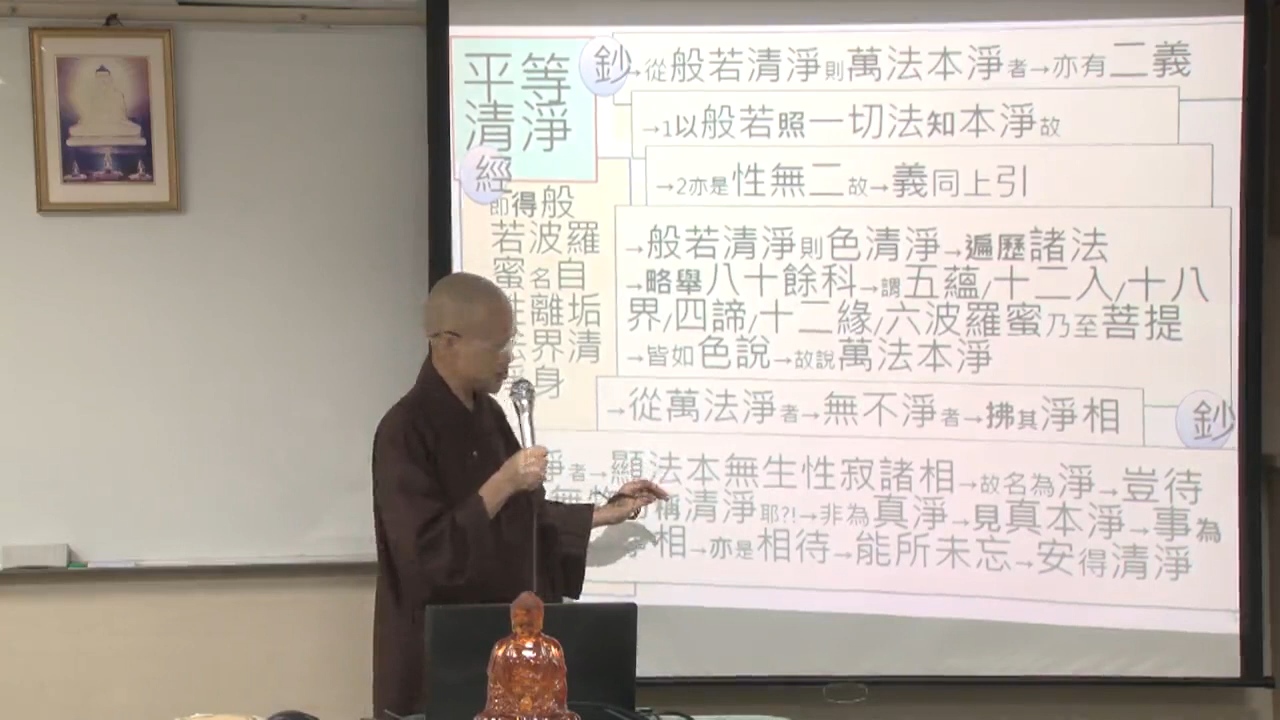 平等
清淨
經
即得般
若波羅
蜜名自
離垢
界清
身
鈔
→從般若清淨則萬法本淨者→亦有二義
→1以般若照一切法知本淨故
→2亦是性無二故→義同上引
→般若清淨則色清淨→遍歷諸法
→略舉八十餘科→謂五蘊/十二入/十八
界/四諦/十二緣/六波羅蜜乃至菩提
→皆如色說→故說萬法本淨
→從萬法淨者→無不淨者→拂其淨相
鈔
淨者→顯法本無生性寂諸相→故名為淨→豈待
稱清淨耶?!→非為真淨→見真本淨→事為
相→亦是相待→能所未忘→安得清淨